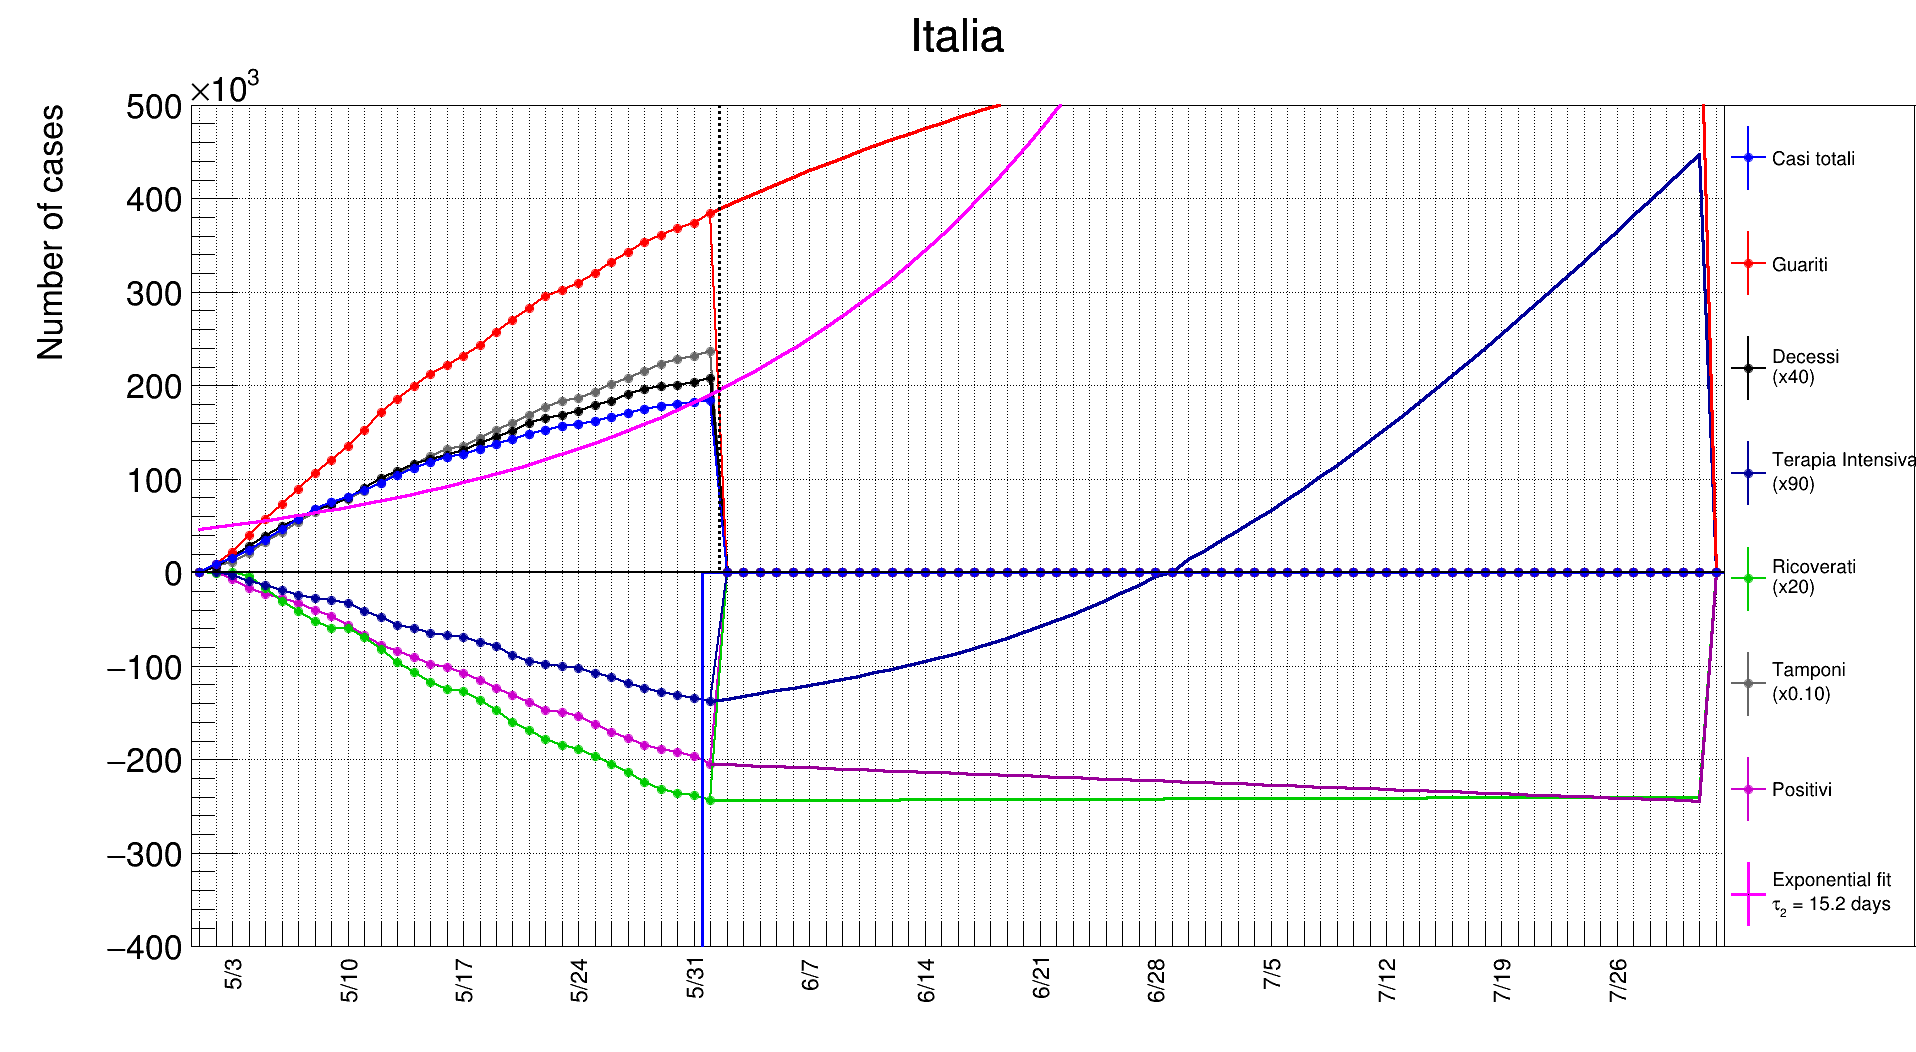 Italia
×10³
Number of cases
500
400
300
200
100
0
−100
−200
−300
−400
5/3
5/10
5/17
5/24
5/31
6/7
6/14
6/21
6/28
7/5
7/12
7/19
7/26
Casi totali
Guariti
Decessi
(x40)
Terapia Intensiva
(x90)
Ricoverati
(x20)
Tamponi
(x0.10)
Positivi
Exponential fit
τ₂ = 15.2 days